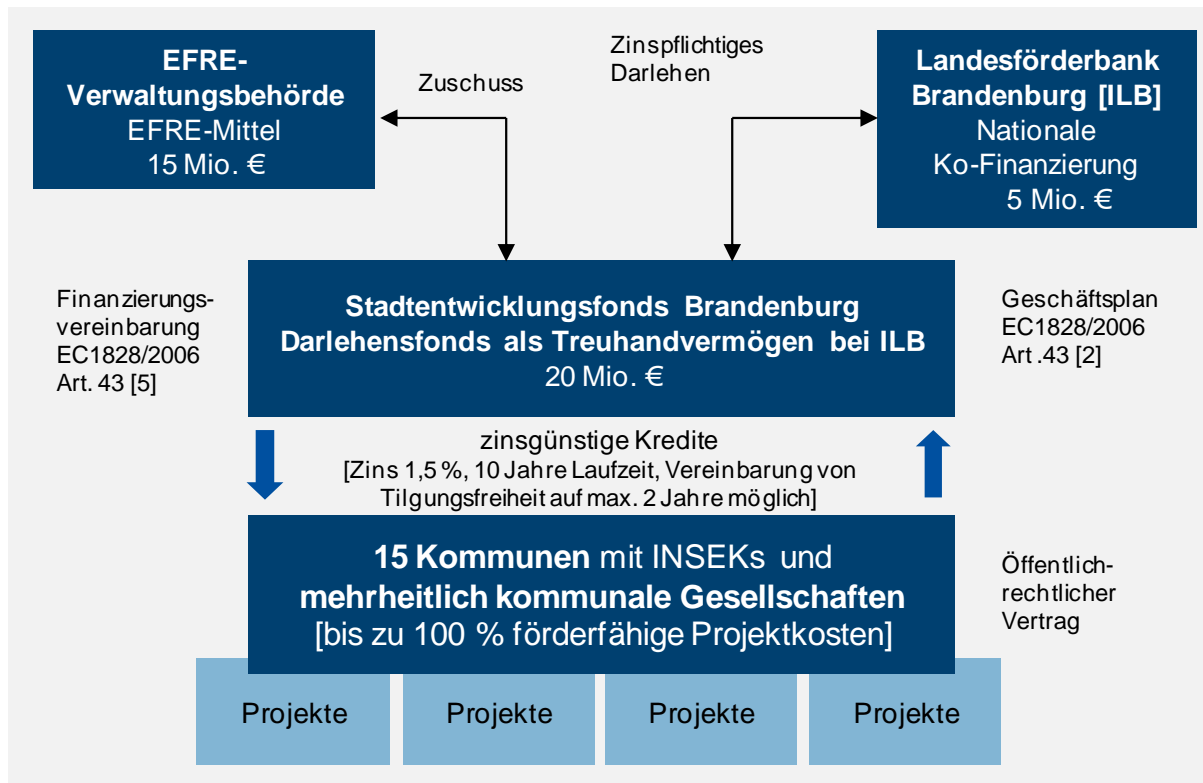 EFRE-
Verwaltungsbehörde
EFRE-Mittel
15 Mio. €
Zuschuss
Zinspflichtiges
Darlehen
Landesförderbank
Brandenburg [ILB]
Nationale
Ko-Finanzierung
5 Mio. €
Finanzierungs-
vereinbarung
EC1828/2006
Art. 43 [5]
Stadtentwicklungsfonds Brandenburg
Darlehensfonds als Treuhandvermögen bei ILB
20 Mio. €
Geschäftsplan
EC1828/2006
Art .43 [2]
zinsgünstige Kredite
[Zins 1,5 %, 10 Jahre Laufzeit, Vereinbarung von
Tilgungsfreiheit auf max. 2 Jahre möglich]
15 Kommunen mit INSEKs und
mehrheitlich kommunale Gesellschaften
[bis zu 100 % förderfähige Projektkosten]
Öffentlich-
rechtlicher
Vertrag
Projekte
Projekte
Projekte
Projekte